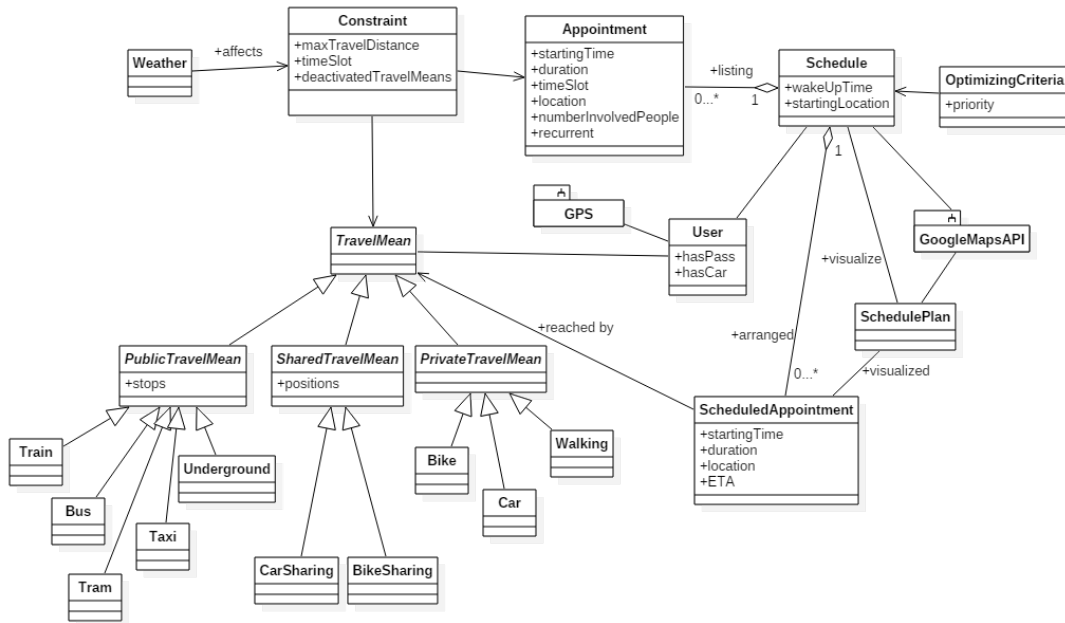 Weather
+affects
Constraint
+maxTravelDistance
+timeSlot
+deactivatedTravelMeans
Appointment
+startingTime
+duration
+timeSlot
+location
+numberInvolvedPeople
+recurrent
+listing
0...*
1
Schedule
+wakeUpTime
+startingLocation
1
OptimizingCriteria
+priority
GPS
User
+hasPass
+hasCar
GoogleMapsAPI
TravelMean
+visualize
SchedulePlan
+reached by
+arranged
0...*
+visualized
PublicTravelMean
+stops
SharedTravelMean
+positions
PrivateTravelMean
ScheduledAppointment
+startingTime
+duration
+location
+ETA
Train
Bus
Tram
Taxi
Underground
CarSharing
BikeSharing
Bike
Car
Walking